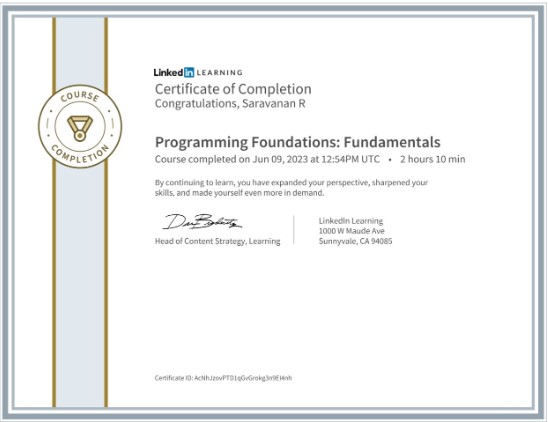 COURSE
COMPLETION
Linked in LEARNING
Certificate of Completion
Congratulations, Saravanan R
Programming Foundations: Fundamentals
Course completed on Jun 09, 2023 at 12:54PM UTC • 2 hours 10 min
By continuing to learn, you have expanded your perspective, sharpened your
skills, and made yourself even more in demand.
Head of Content Strategy, Learning
LinkedIn Learning
1000 W Maude Ave
Sunnyvale, CA 94085
Certificate ID: